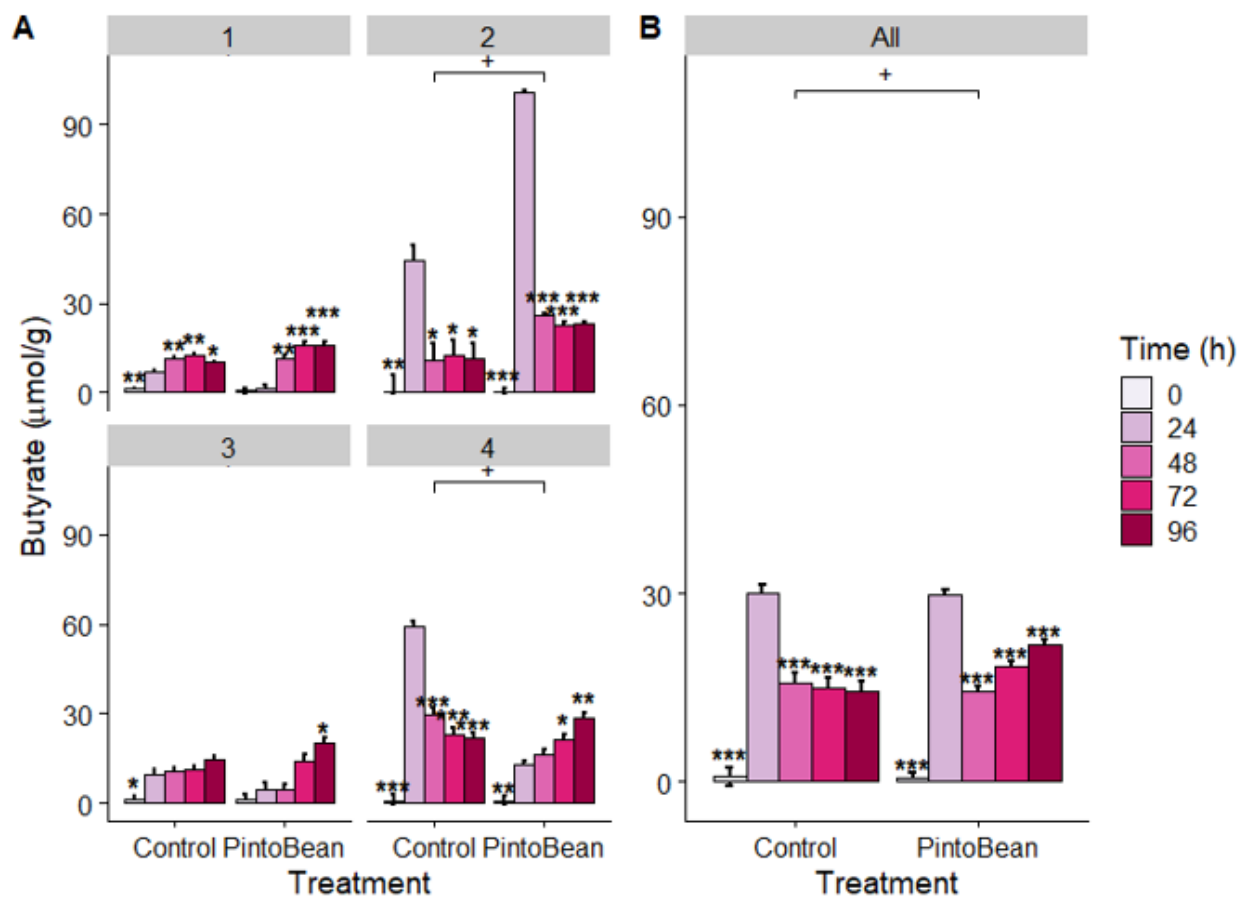 A
1
2
+
90
60
30
0
** ** ** * ** *** ***
** * * * *** *** *** ***
3
4
+
90
60
30
0
* *
*** *** *** *** ** * **
Control PintoBean
Control PintoBean
Treatment
Butyrate (μmol/g)
B
All
+
90
60
30
0
*** *** *** *** *** *** *** ***
Control
PintoBean
Treatment
Time (h)
0
24
48
72
96